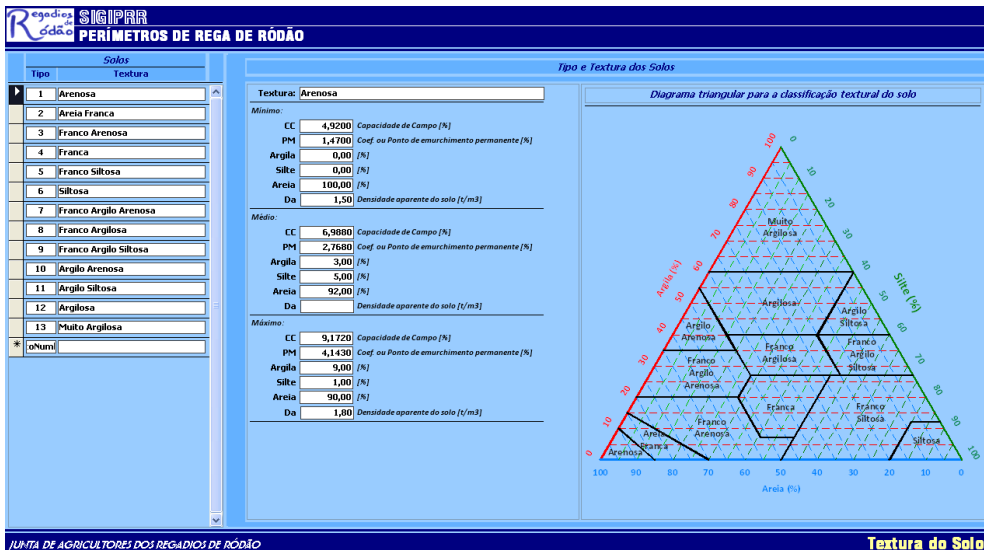 Regadios de Ródão
SIGIPRR
PERÍMETROS DE REGA DE RÓDÃO
Solos
Tipo Textura
1 Arenosa
2 Areia Franca
3 Franco Arenosa
4 Franca
5 Franco Siltosa
6 Siltosa
7 Franco Argilo Arenosa
8 Franco Argilosa
9 Franco Argilo Siltosa
10 Argilo Arenosa
11 Argilo Siltosa
12 Argilosa
13 Muito Argilosa
* oNuml
Tipo e Textura dos Solos
Textura: Arenosa
Mínimo:
CC 4,9200 Capacidade de Campo [%]
PM 1,4700 Coef. ou Ponto de emurchimento permanente [%]
Argila 0,00 [%]
Silte 0,00 [%]
Areia 100,00 [%]
Da 1,50 Densidade aparente do solo [t/m3]
Médio:
CC 6,9880 Capacidade de Campo [%]
PM 2,7680 Coef. ou Ponto de emurchimento permanente [%]
Argila 3,00 [%]
Silte 5,00 [%]
Areia 92,00 [%]
Da Densidade aparente do solo [t/m3]
Máximo:
CC 9,1720 Capacidade de Campo [%]
PM 4,1430 Coef. ou Ponto de emurchimento permanente [%]
Argila 9,00 [%]
Silte 1,00 [%]
Areia 90,00 [%]
Da 1,80 Densidade aparente do solo [t/m3]
Diagrama triangular para a classificação textural do solo
100 90 80 70 60 50 40 30 20 10 0
Argila (%)
0 10 20 30 40 50 60 70 80 90 100
Silte (%)
Muito
Argilosa
Argilosa
Argilo
Siltosa
Argilo
Arenosa
Franco
Argilosa
Franco
Argilo
Siltosa
Franco
Argilo
Arenosa
Franca
Franco
Siltosa
Franco
Arenosa
Areia
Franca
Arenosa
Siltosa
100 90 80 70 60 50 40 30 20 10 0
Areia (%)
JUNTA DE AGRICULTORES DOS REGADIOS DE RÓDÃO
Textura do Solo